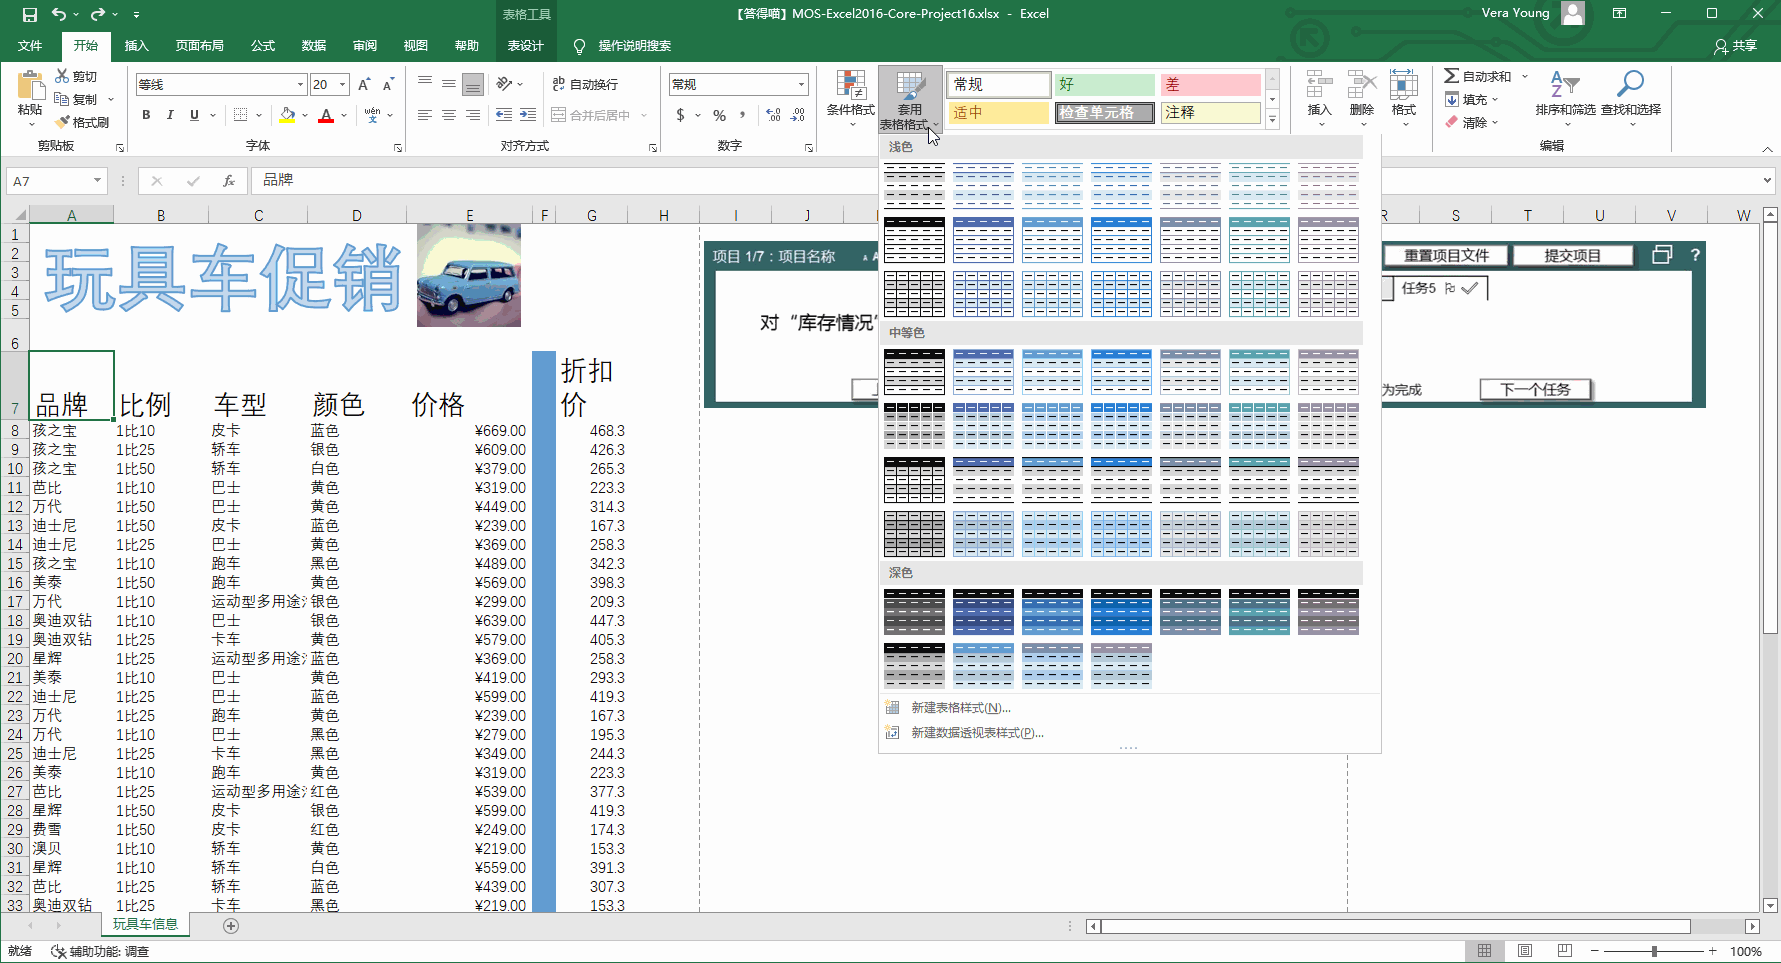 表格工具
【答得喵】MOS-Excel2016-Core-Project16.xlsx - Excel
Vera Young
文件 开始 插入 页面布局 公式 数据 审阅 视图 帮助 表设计 操作说明搜索 共享
粘贴 剪切 复制 格式刷 剪贴板
等线 20 A A B I U A wén 字体
ab 自动换行 合并后居中 对齐方式
常规 $ % , 数字
条件格式 套用表格格式
常规 好 差
适中 检查单元格 注释
插入 删除 格式
自动求和 填充 清除 排序和筛选 查找和选择 编辑
A7 fx 品牌
A B C D E F G H I J R S T U V W
玩具车促销
项目 1/7：项目名称
重置项目文件 提交项目 ?
任务5
对“库存情况”
为完成 下一个任务
浅色
中等色
深色
新建表格样式(N)...
新建数据透视表样式(P)...
1
2
3
4
5
6
7 品牌 比例 车型 颜色 价格 折扣价
8 孩之宝 1比10 皮卡 蓝色 ¥669.00 468.3
9 孩之宝 1比25 轿车 银色 ¥609.00 426.3
10 孩之宝 1比50 轿车 白色 ¥379.00 265.3
11 芭比 1比10 巴士 黄色 ¥319.00 223.3
12 万代 1比50 巴士 黄色 ¥449.00 314.3
13 迪士尼 1比50 皮卡 蓝色 ¥239.00 167.3
14 迪士尼 1比25 巴士 黄色 ¥369.00 258.3
15 孩之宝 1比10 跑车 黑色 ¥489.00 342.3
16 美泰 1比50 跑车 黄色 ¥569.00 398.3
17 万代 1比10 运动型多用途 银色 ¥299.00 209.3
18 奥迪双钻 1比10 巴士 银色 ¥639.00 447.3
19 奥迪双钻 1比25 卡车 黄色 ¥579.00 405.3
20 星辉 1比25 运动型多用途 蓝色 ¥369.00 258.3
21 美泰 1比10 巴士 黄色 ¥419.00 293.3
22 迪士尼 1比25 巴士 蓝色 ¥599.00 419.3
23 万代 1比25 跑车 黄色 ¥239.00 167.3
24 万代 1比10 巴士 黑色 ¥279.00 195.3
25 迪士尼 1比25 卡车 黑色 ¥349.00 244.3
26 美泰 1比10 跑车 黄色 ¥319.00 223.3
27 芭比 1比25 运动型多用途 红色 ¥539.00 377.3
28 星辉 1比50 皮卡 银色 ¥599.00 419.3
29 费雪 1比50 皮卡 红色 ¥249.00 174.3
30 澳贝 1比10 轿车 黄色 ¥219.00 153.3
31 星辉 1比10 轿车 白色 ¥559.00 391.3
32 芭比 1比25 轿车 蓝色 ¥439.00 307.3
33 奥迪双钻 1比25 卡车 黑色 ¥219.00 153.3
玩具车信息
就绪 辅助功能: 调查 100%